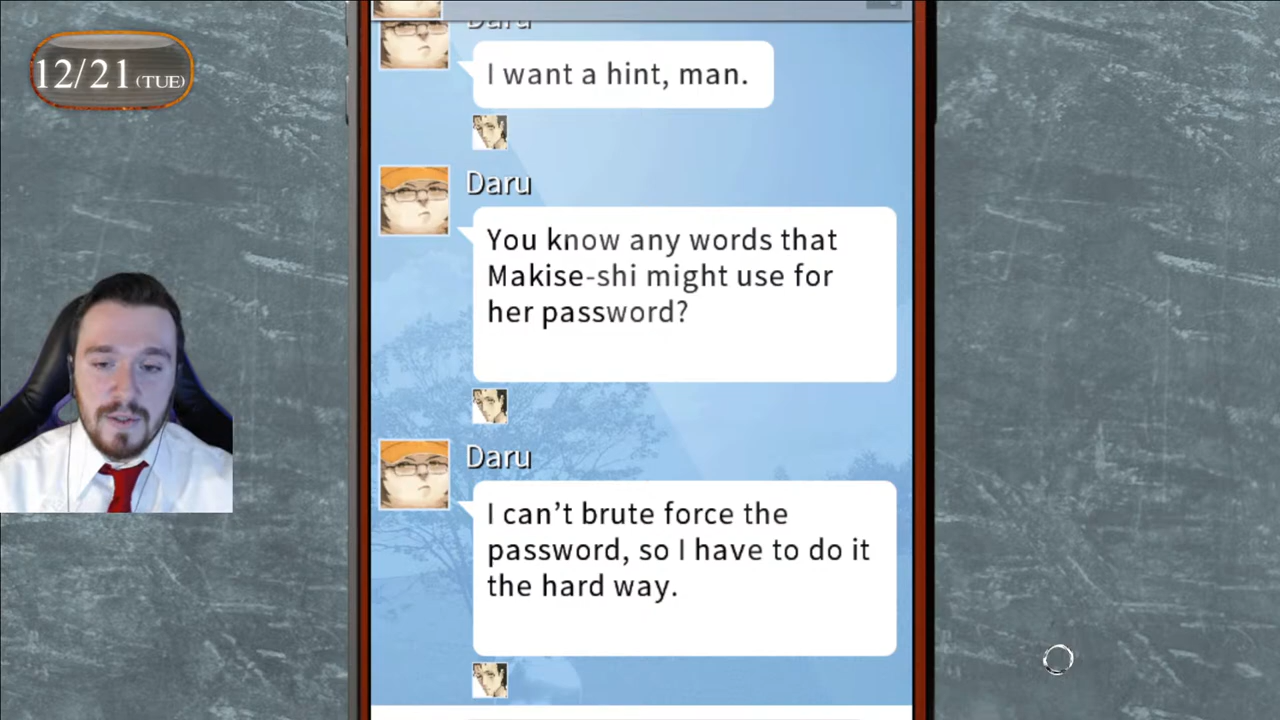 12/21 (TUE)
Daru
I want a hint, man.
Daru
You know any words that
Makise-shi might use for
her password?
Daru
I can't brute force the
password, so I have to do it
the hard way.